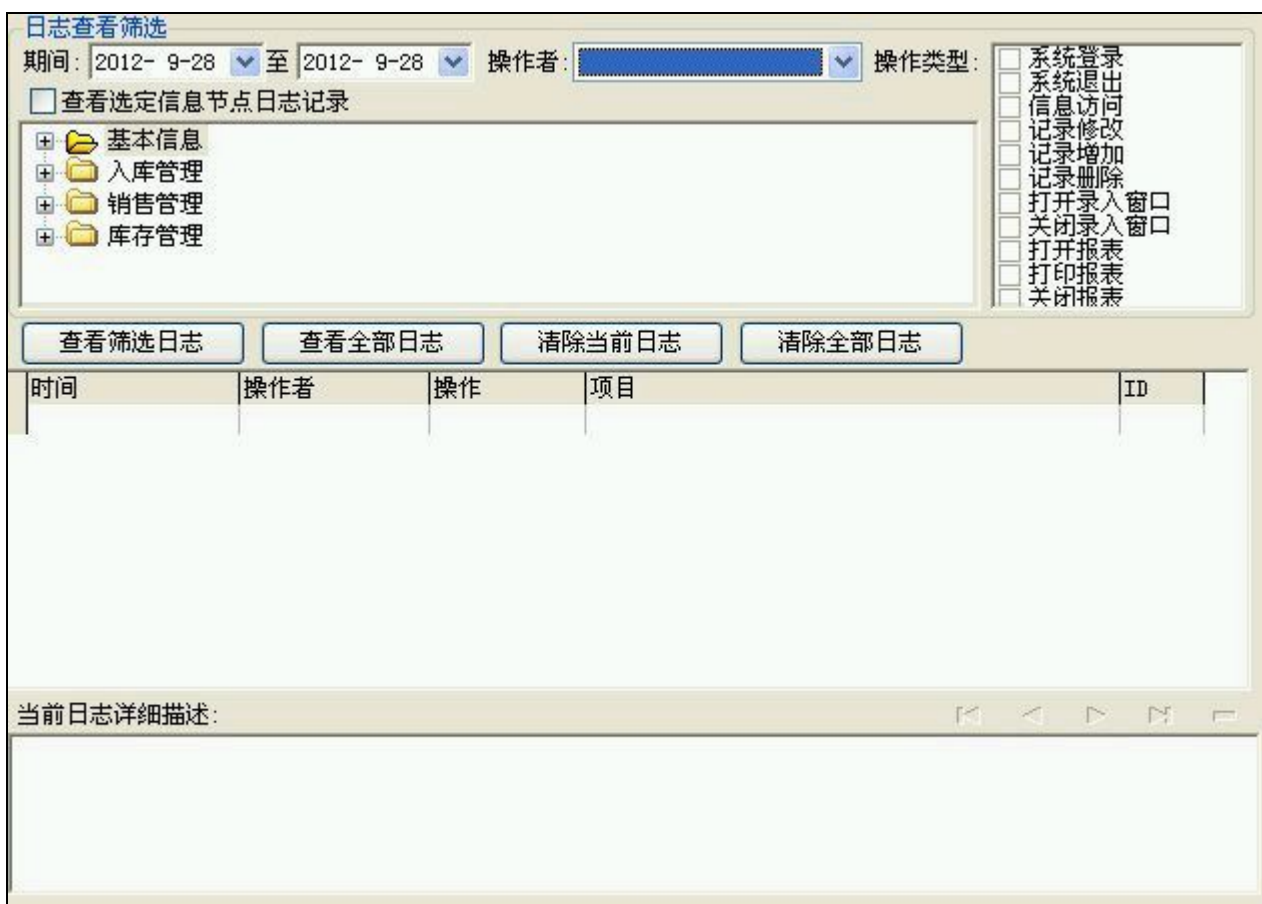 日志查看筛选
期间: 2012- 9-28 至 2012- 9-28 操作者: 操作类型:
系统登录
系统退出
信息访问
记录修改
记录增加
记录删除
打开录入窗口
关闭录入窗口
打开报表
打印报表
关闭报表
查看选定信息节点日志记录
基本信息
入库管理
销售管理
库存管理
查看筛选日志 查看全部日志 清除当前日志 清除全部日志
时间 操作者 操作 项目 ID
当前日志详细描述: